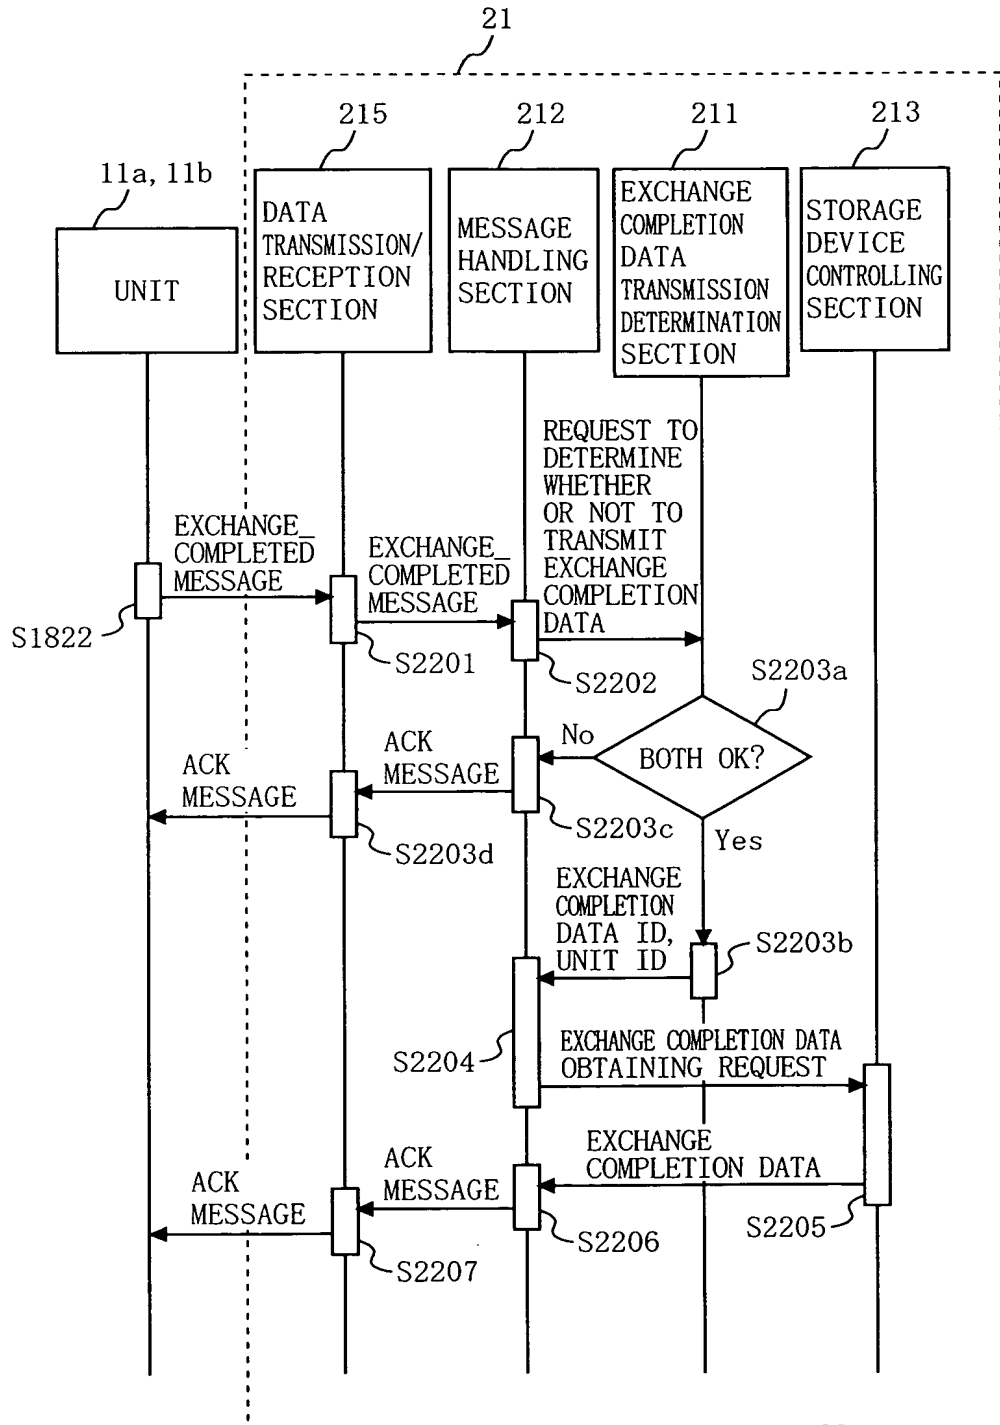 21
215
212
211
213
11a, 11b
UNIT
DATA
TRANSMISSION/
RECEPTION
SECTION
MESSAGE
HANDLING
SECTION
EXCHANGE
COMPLETION
DATA
TRANSMISSION
DETERMINATION
SECTION
STORAGE
DEVICE
CONTROLLING
SECTION
REQUEST TO
DETERMINE
WHETHER
OR NOT TO
TRANSMIT
EXCHANGE
COMPLETION
DATA
EXCHANGE_
COMPLETED
MESSAGE
EXCHANGE_
COMPLETED
MESSAGE
S1822
S2201
S2202
S2203a
BOTH OK?
No
ACK
MESSAGE
ACK
MESSAGE
S2203c
S2203d
Yes
EXCHANGE
COMPLETION
DATA ID,
UNIT ID
S2203b
S2204
EXCHANGE COMPLETION DATA
OBTAINING REQUEST
EXCHANGE
COMPLETION DATA
ACK
MESSAGE
ACK
MESSAGE
S2205
S2206
S2207